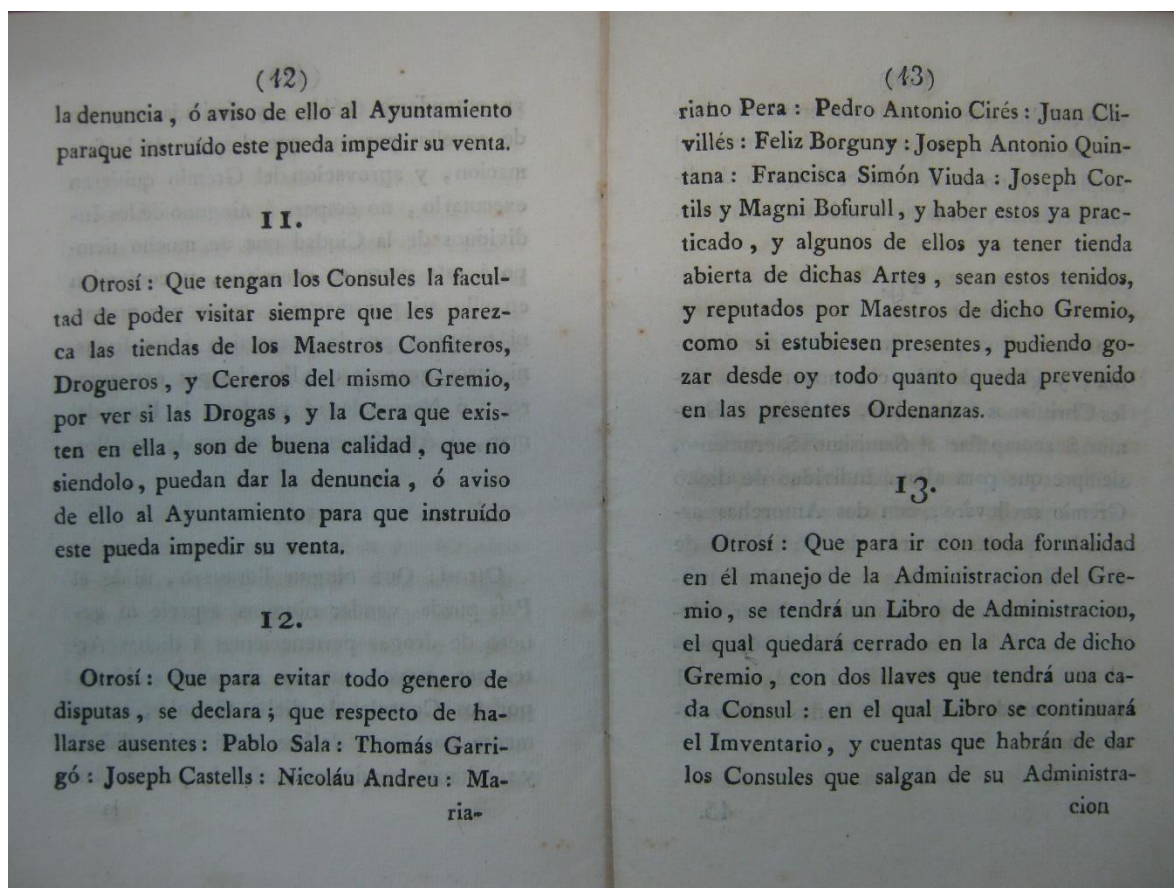 (12)
la denuncia , ó aviso de ello al Ayuntamiento
paraque instruído este pueda impedir su venta.
11.
Otrosí : Que tengan los Consules la facul-
tad de poder visitar siempre que les parez-
ca las tiendas de los Maestros Confiteros,
Drogueros , y Cereros del mismo Gremio,
por ver si las Drogas , y la Cera que exis-
ten en ella , son de buena calidad , que no
siendolo , puedan dar la denuncia , ó aviso
de ello al Ayuntamiento para que instruído
este pueda impedir su venta.
12.
Otrosí : Que para evitar todo genero de
disputas , se declara ; que respecto de ha-
llarse ausentes : Pablo Sala : Thomás Garri-
gó : Joseph Castells : Nicoláu Andreu : Ma-
ria-
(13)
riano Pera : Pedro Antonio Cirés : Juan Cli-
villés : Feliz Borguny : Joseph Antonio Quin-
tana : Francisca Simón Viuda : Joseph Cor-
tils y Magni Bofurull , y haber estos ya prac-
ticado , y algunos de ellos ya tener tienda
abierta de dichas Artes , sean estos tenidos,
y reputados por Maestros de dicho Gremio,
como si estubiesen presentes , pudiendo go-
zar desde oy todo quanto queda prevenido
en las presentes Ordenanzas.
13.
Otrosí : Que para ir con toda formalidad
en él manejo de la Administracion del Gre-
mio , se tendrá un Libro de Administracion,
el qual quedará cerrado en la Arca de dicho
Gremio , con dos llaves que tendrá una ca-
da Consul : en el qual Libro se continuará
el Imventario , y cuentas que habrán de dar
los Consules que salgan de su Administra-
cion